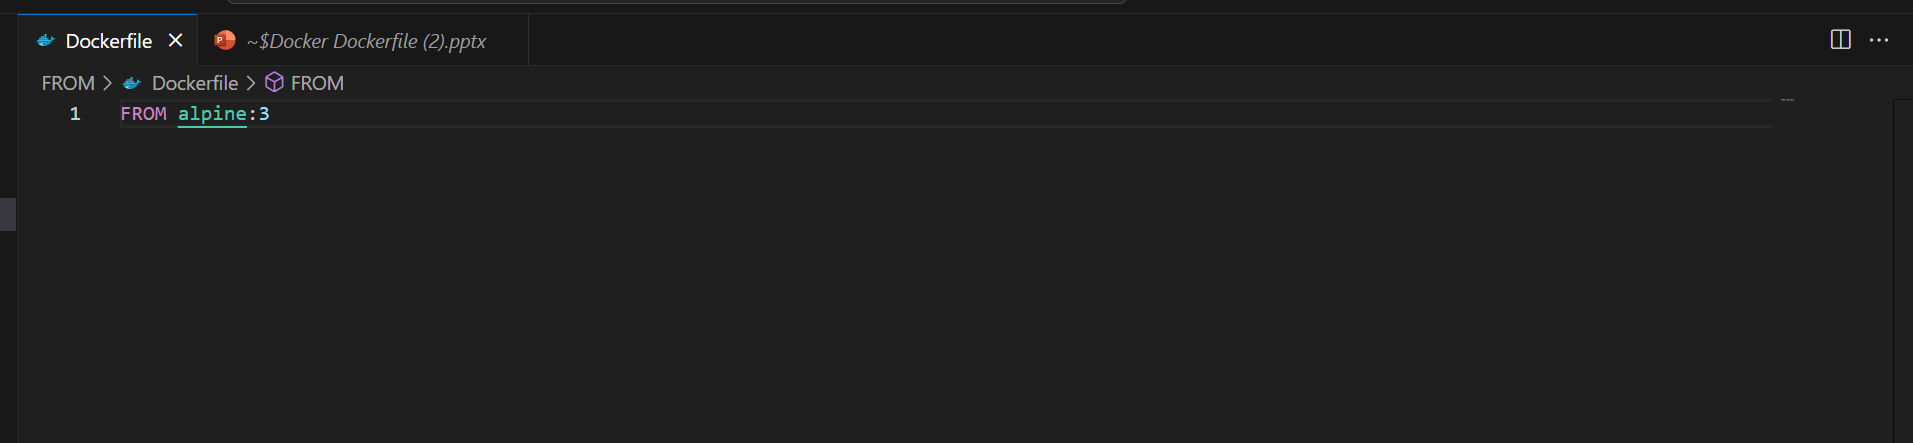 Dockerfile
~$Docker Dockerfile (2).pptx
FROM > Dockerfile > FROM
1 FROM alpine:3